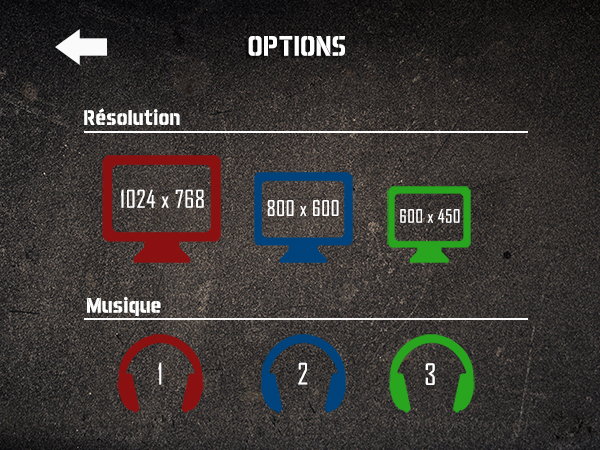 OPTIONS
Résolution
1024 x 768
800 x 600
600 x 450
Musique
1
2
3